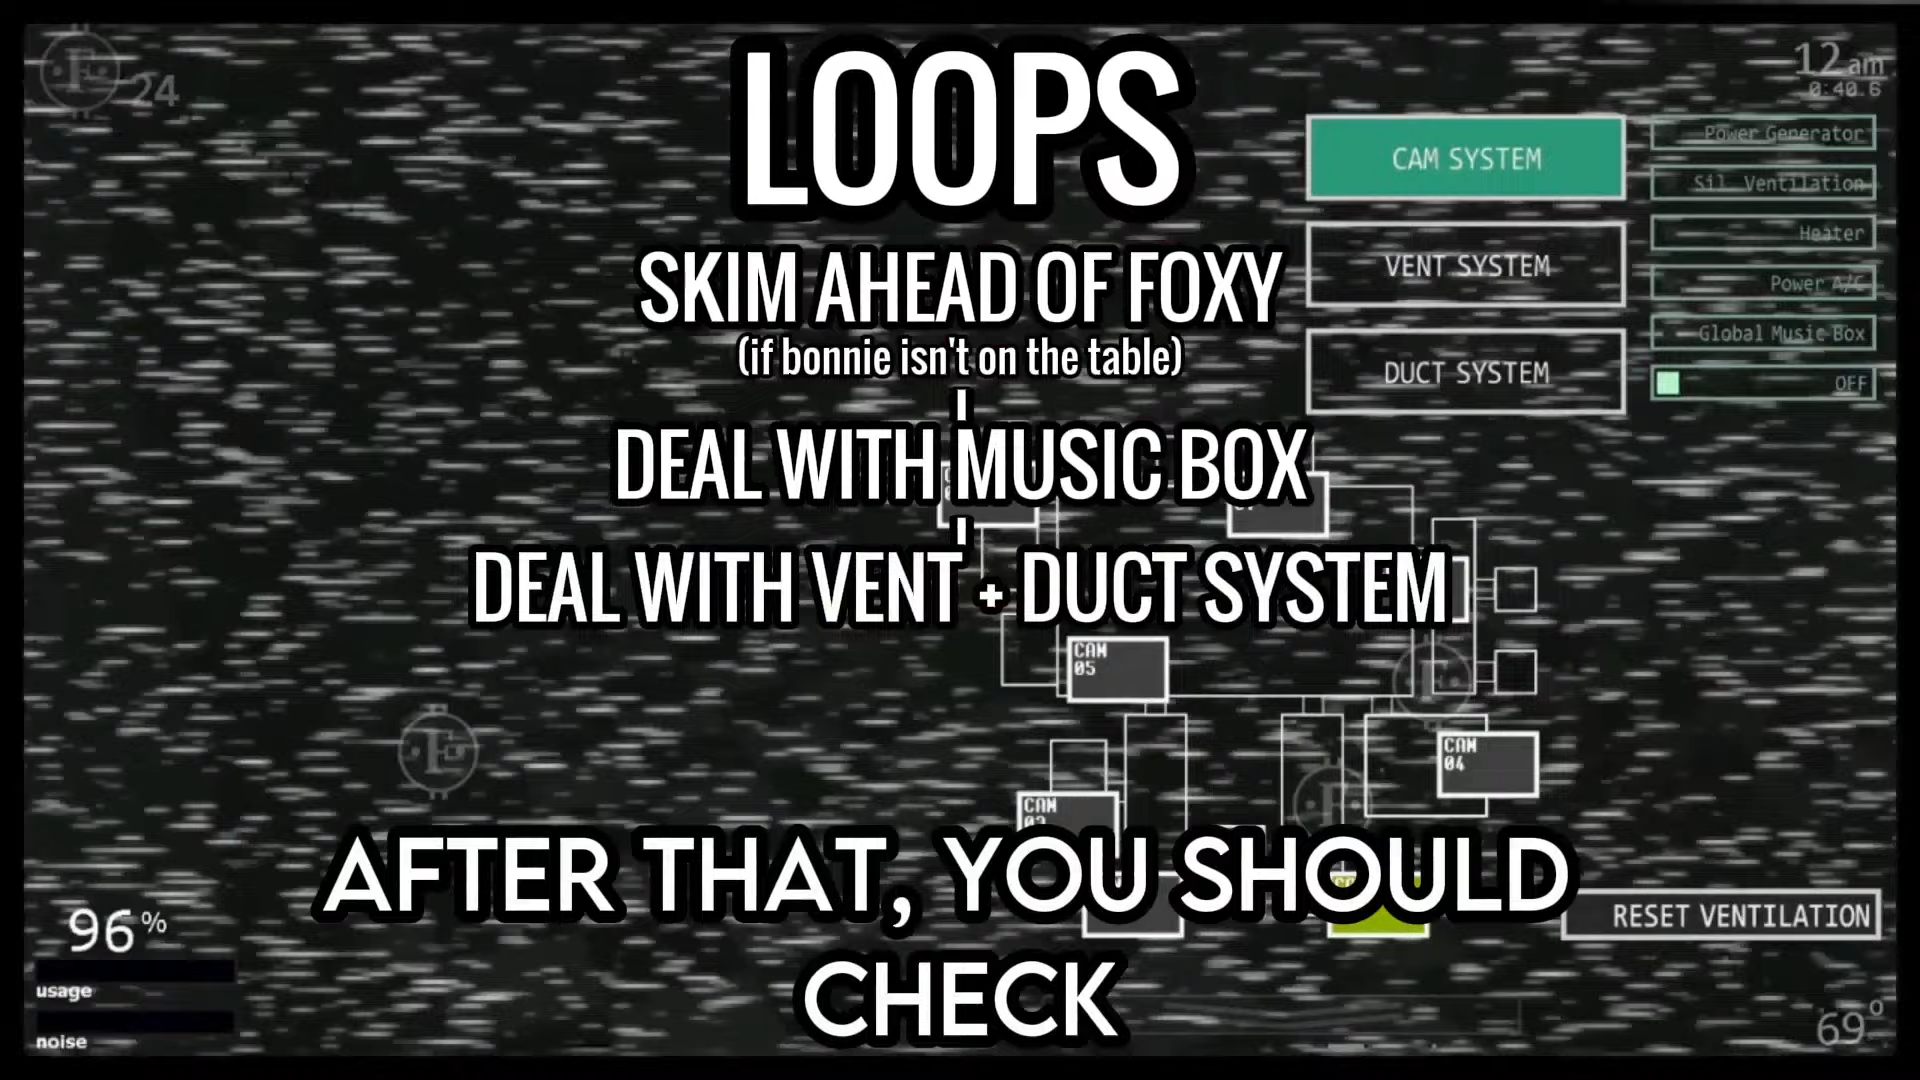 LOOPS
24
12 am
0:40.6
CAM SYSTEM
Power Generator
Sil. Ventilation
SKIM AHEAD OF FOXY
VENT SYSTEM
Heater
Power A/C
(if bonnie isn't on the table)
Global Music Box
DUCT SYSTEM
OFF
DEAL WITH MUSIC BOX
DEAL WITH VENT + DUCT SYSTEM
CAM
05
CAM
04
CAM
AFTER THAT, YOU SHOULD
CHECK
RESET VENTILATION
96%
usage
noise
69°